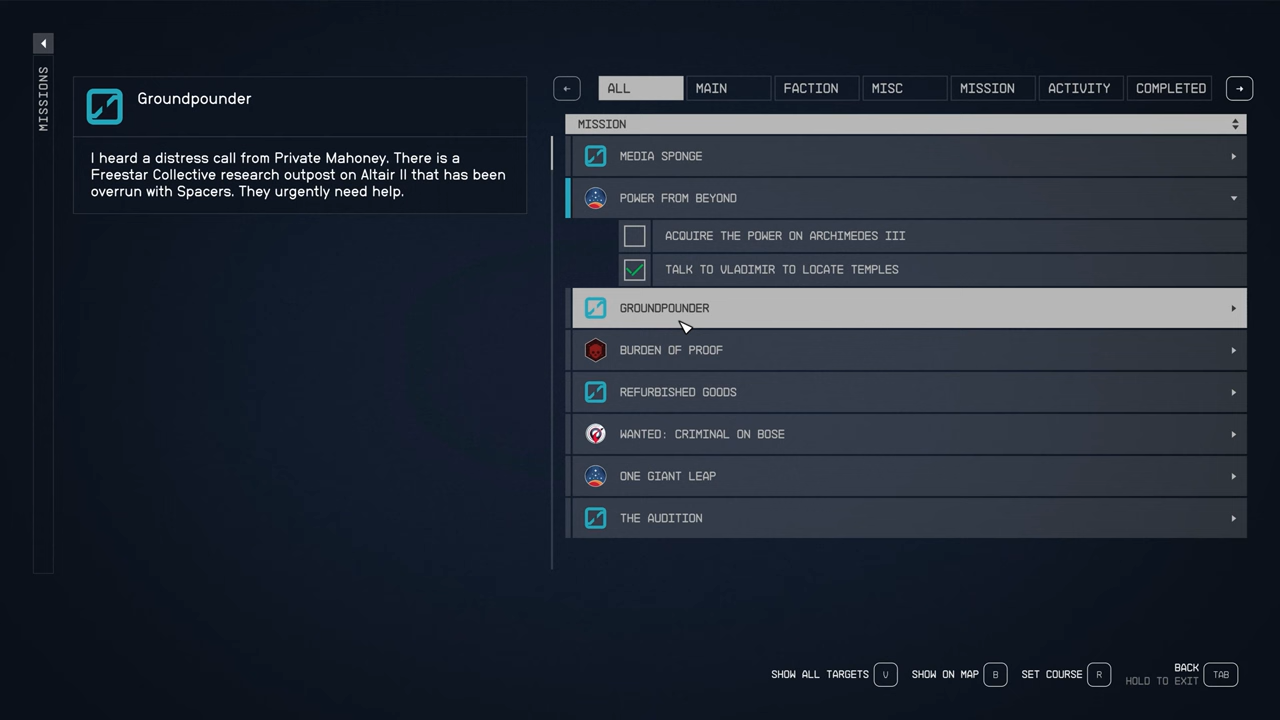 MISSIONS
Groundpounder
I heard a distress call from Private Mahoney. There is a
Freestar Collective research outpost on Altair II that has been
overrun with Spacers. They urgently need help.
ALL
MAIN
FACTION
MISC
MISSION
ACTIVITY
COMPLETED
MISSION
MEDIA SPONGE
POWER FROM BEYOND
ACQUIRE THE POWER ON ARCHIMEDES III
TALK TO VLADIMIR TO LOCATE TEMPLES
GROUNDPOUNDER
BURDEN OF PROOF
REFURBISHED GOODS
WANTED: CRIMINAL ON BOSE
ONE GIANT LEAP
THE AUDITION
SHOW ALL TARGETS V
SHOW ON MAP B
SET COURSE R
BACK
HOLD TO EXIT
TAB